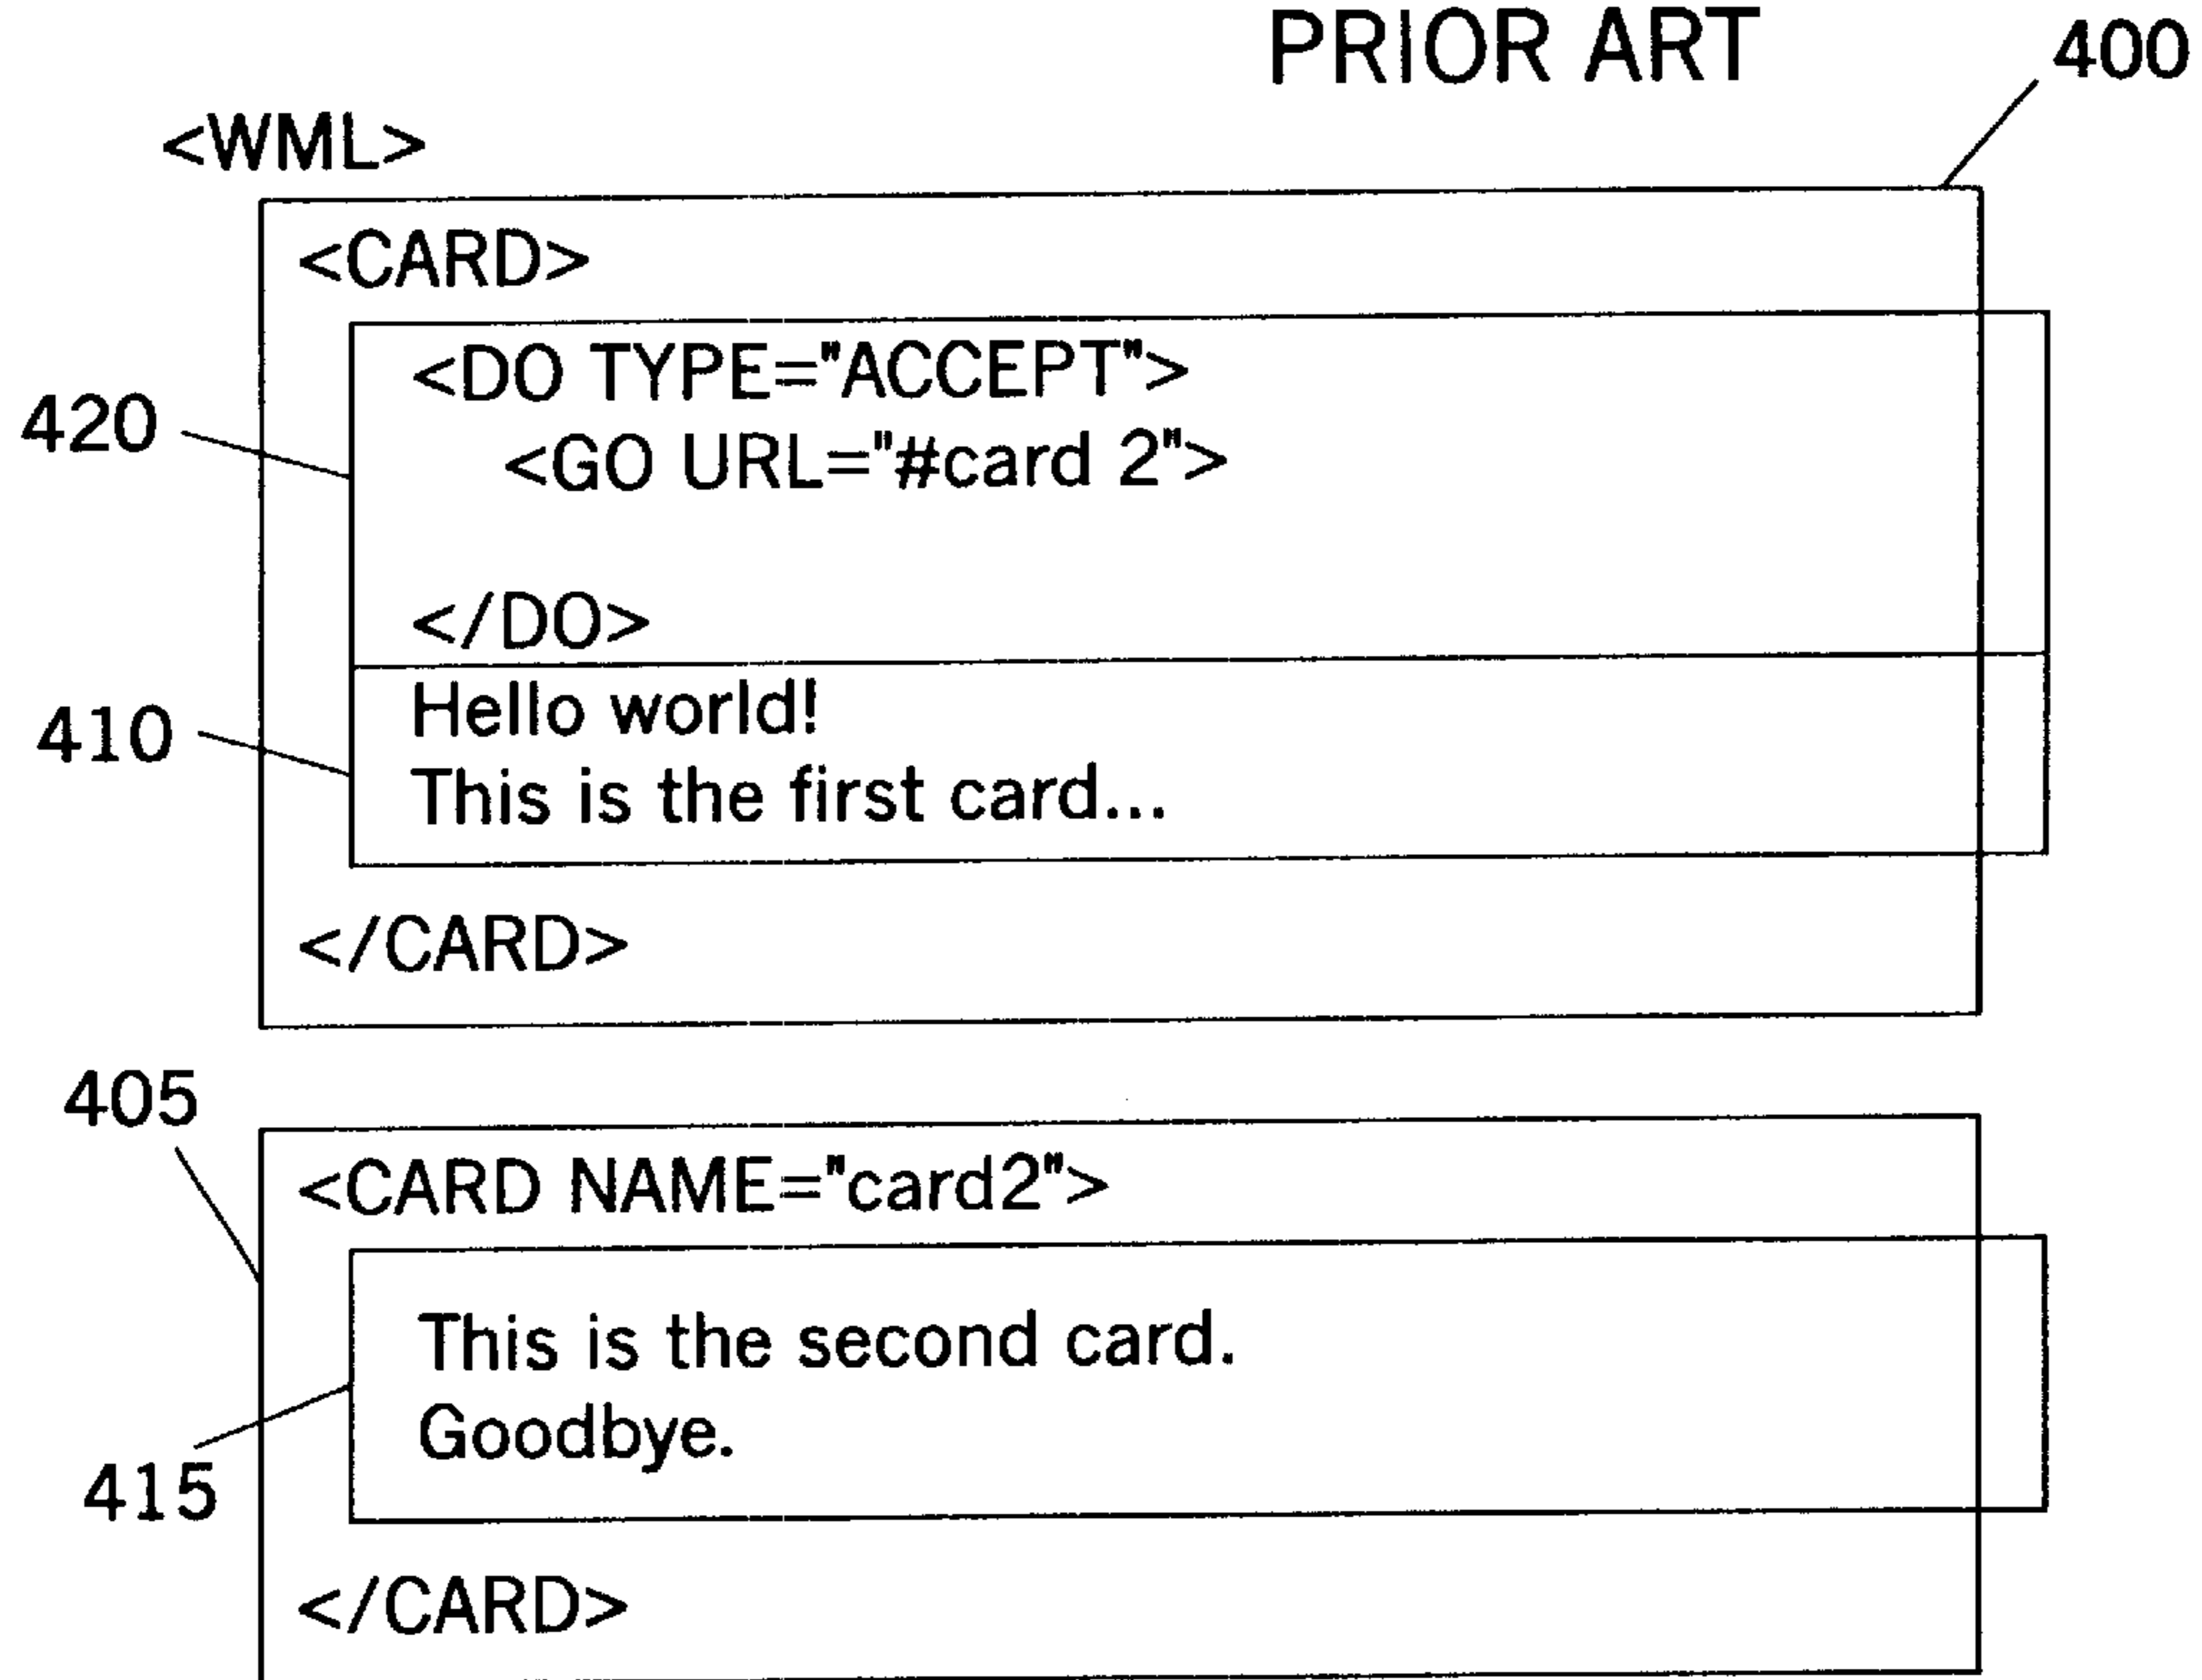 PRIOR ART
400
<WML>
<CARD>
<DO TYPE="ACCEPT">
420
<GO URL="#card 2">
</DO>
Hello world!
410
This is the first card...
</CARD>
405
<CARD NAME="card2">
This is the second card.
Goodbye.
415
</CARD>